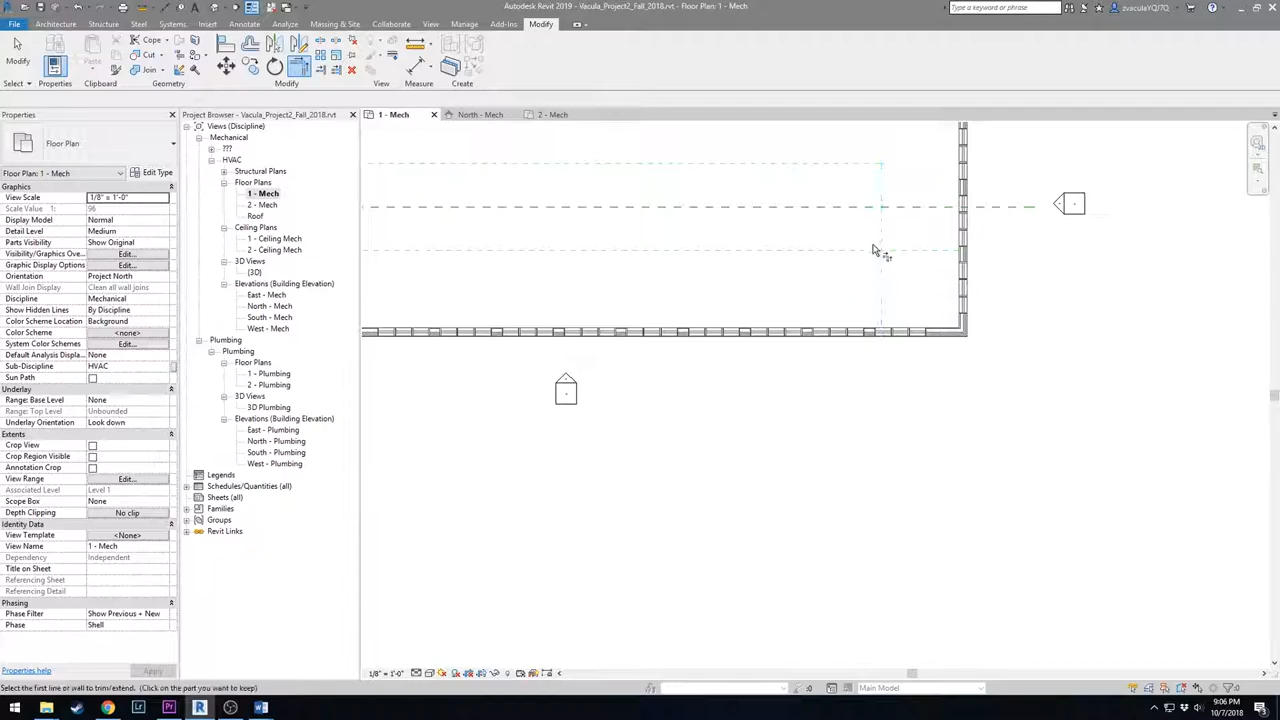 Autodesk Revit 2019 - Vacula_Project2_Fall_2018.rvt - Floor Plan: 1 - Mech
Type a keyword or phrase
zvaculaYQJ7Q
File Architecture Structure Steel Systems Insert Annotate Analyze Massing & Site Collaborate View Manage Add-Ins Modify
Modify
Properties
Paste
Cope
Cut
Join
Select
Properties
Clipboard
Geometry
Modify
View
Measure
Create
Properties
Project Browser - Vacula_Project2_Fall_2018.rvt
1 - Mech
North - Mech
2 - Mech
Floor Plan
Floor Plan: 1 - Mech
Edit Type
Graphics
View Scale 1/8" = 1'-0"
Scale Value 1: 96
Display Model Normal
Detail Level Medium
Parts Visibility Show Original
Visibility/Graphics Ove... Edit...
Graphic Display Options Edit...
Orientation Project North
Wall Join Display Clean all wall joins
Discipline Mechanical
Show Hidden Lines By Discipline
Color Scheme Location Background
Color Scheme <none>
System Color Schemes Edit...
Default Analysis Displa... None
Sub-Discipline HVAC
Sun Path
Underlay
Range: Base Level None
Range: Top Level Unbounded
Underlay Orientation Look down
Extents
Crop View
Crop Region Visible
Annotation Crop
View Range Edit...
Associated Level Level 1
Scope Box None
Depth Clipping No clip
Identity Data
View Template <None>
View Name 1 - Mech
Dependency Independent
Title on Sheet
Referencing Sheet
Referencing Detail
Phasing
Phase Filter Show Previous + New
Phase Shell
Properties help
Apply
Views (Discipline)
Mechanical
???
HVAC
Structural Plans
Floor Plans
1 - Mech
2 - Mech
Roof
Ceiling Plans
1 - Ceiling Mech
2 - Ceiling Mech
3D Views
{3D}
Elevations (Building Elevation)
East - Mech
North - Mech
South - Mech
West - Mech
Plumbing
Plumbing
Floor Plans
1 - Plumbing
2 - Plumbing
3D Views
3D Plumbing
Elevations (Building Elevation)
East - Plumbing
North - Plumbing
South - Plumbing
West - Plumbing
Legends
Schedules/Quantities (all)
Sheets (all)
Families
Groups
Revit Links
1/8" = 1'-0"
Select the first line or wall to trim/extend. (Click on the part you want to keep)
:0
Main Model
:0
9:06 PM
10/7/2018